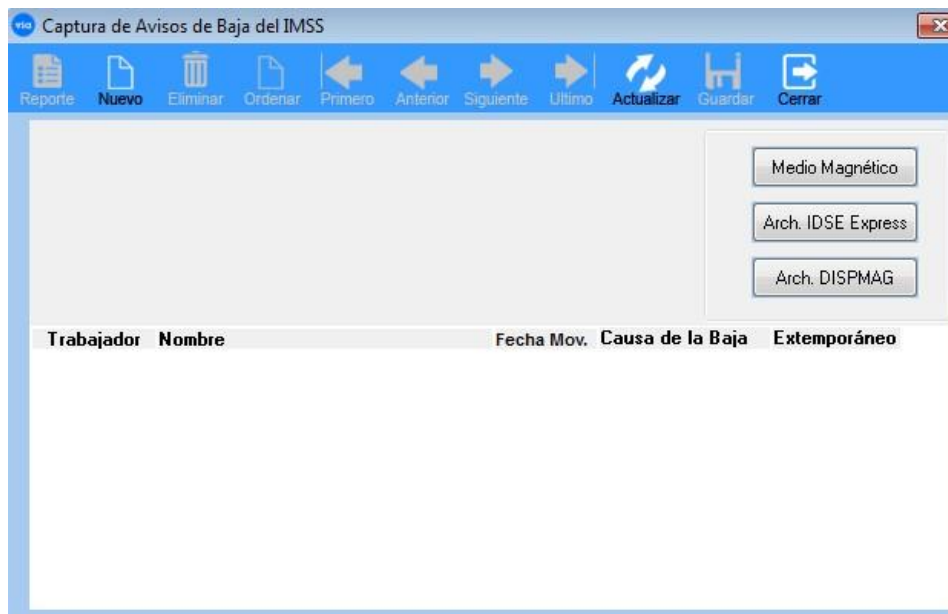 via Captura de Avisos de Baja del IMSS
Reporte Nuevo Eliminar Ordenar Primero Anterior Siguiente Ultimo Actualizar Guardar Cerrar
Medio Magnético
Arch. IDSE Express
Arch. DISPMAG
Trabajador Nombre Fecha Mov. Causa de la Baja Extemporáneo